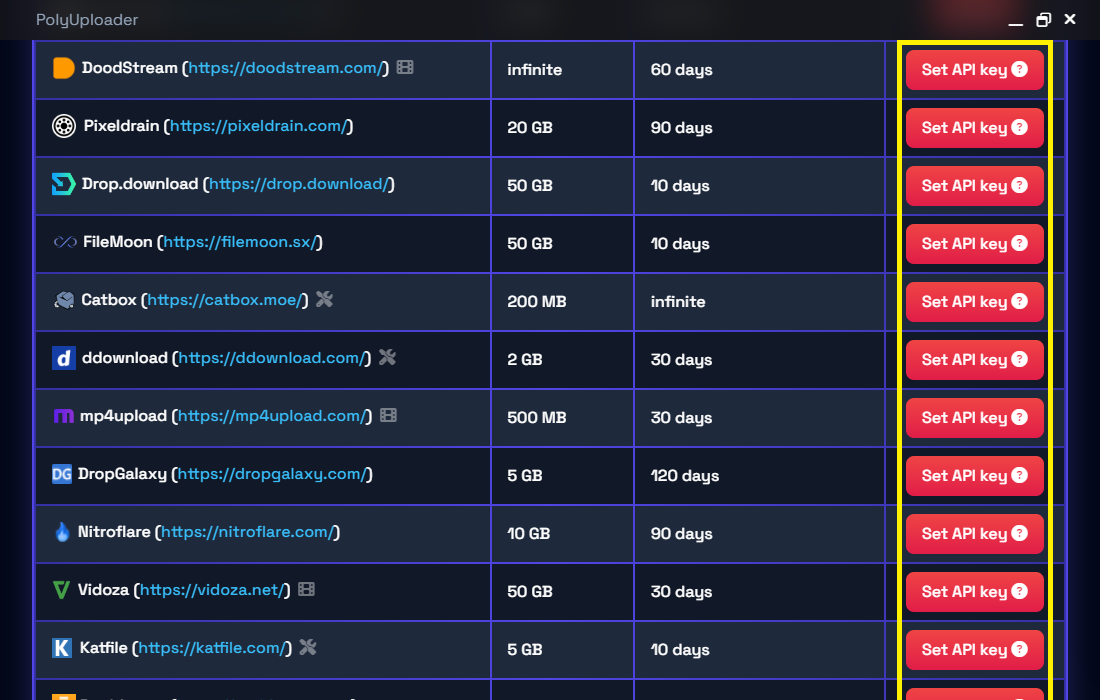 PolyUploader
DoodStream (https://doodstream.com/) infinite 60 days Set API key ?
Pixeldrain (https://pixeldrain.com/) 20 GB 90 days Set API key ?
Drop.download (https://drop.download/) 50 GB 10 days Set API key ?
FileMoon (https://filemoon.sx/) 50 GB 10 days Set API key ?
Catbox (https://catbox.moe/) 200 MB infinite Set API key ?
d ddownload (https://ddownload.com/) 2 GB 30 days Set API key ?
m mp4upload (https://mp4upload.com/) 500 MB 30 days Set API key ?
DG DropGalaxy (https://dropgalaxy.com/) 5 GB 120 days Set API key ?
Nitroflare (https://nitroflare.com/) 10 GB 90 days Set API key ?
Vidoza (https://vidoza.net/) 50 GB 30 days Set API key ?
K Katfile (https://katfile.com/) 5 GB 10 days Set API key ?